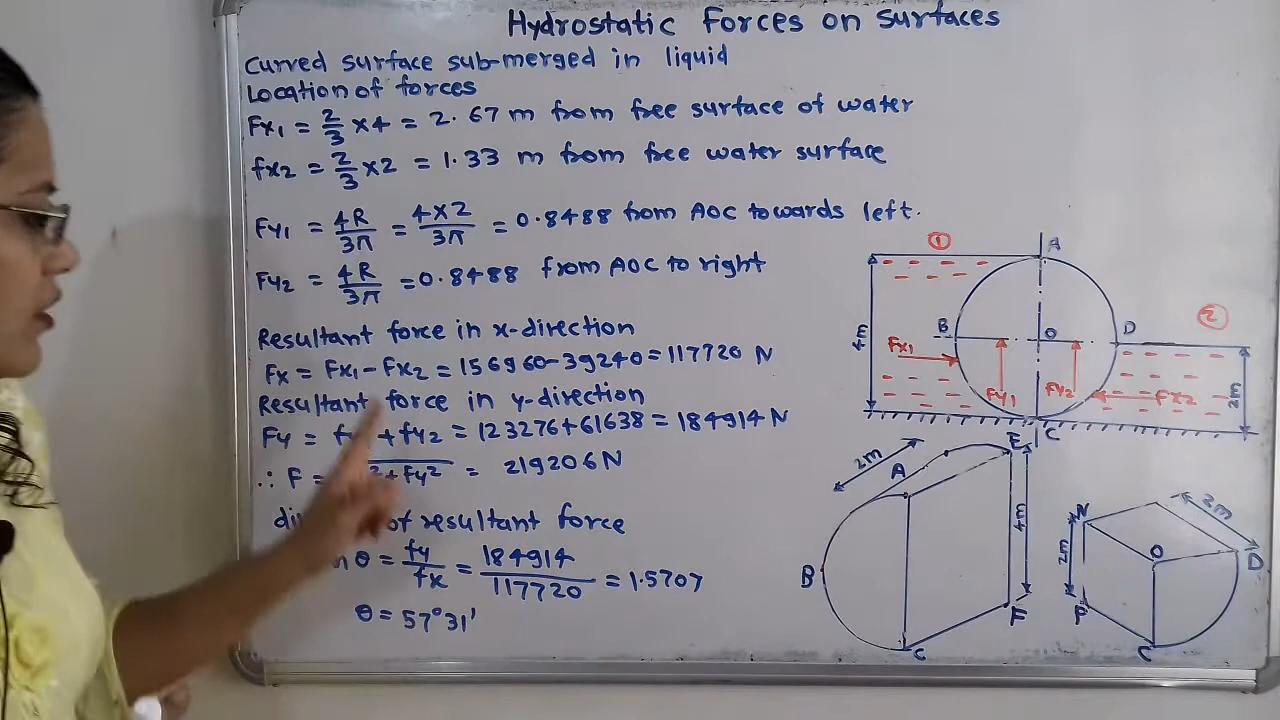 Hydrostatic Forces on surfaces
Curved surface sub-merged in liquid
Location of forces
Fx1 = 2/3 x 4 = 2.67 m from free surface of water
fx2 = 2/3 x 2 = 1.33 m from free water surface
Fy1 = 4R/3π = 4x2/3π = 0.8488 from AOC towards left.
Fy2 = 4R/3π = 0.8488 from AOC to right
Resultant force in x-direction
Fx = Fx1 - Fx2 = 156960 - 39240 = 117720 N
Resultant force in y-direction
Fy = fy + fy2 = 123276 + 61638 = 184914 N
∴ F = ² + Fy² = 219206 N
of resultant force
θ = fy/fx = 184914/117720 = 1.5707
θ = 57°31'
1
A
2
B
O
D
4m
Fx1
Fy1
Fy2
Fx2
2m
C
2m
A
E
4m
B
F
C
N
2m
O
D
2m
P
C